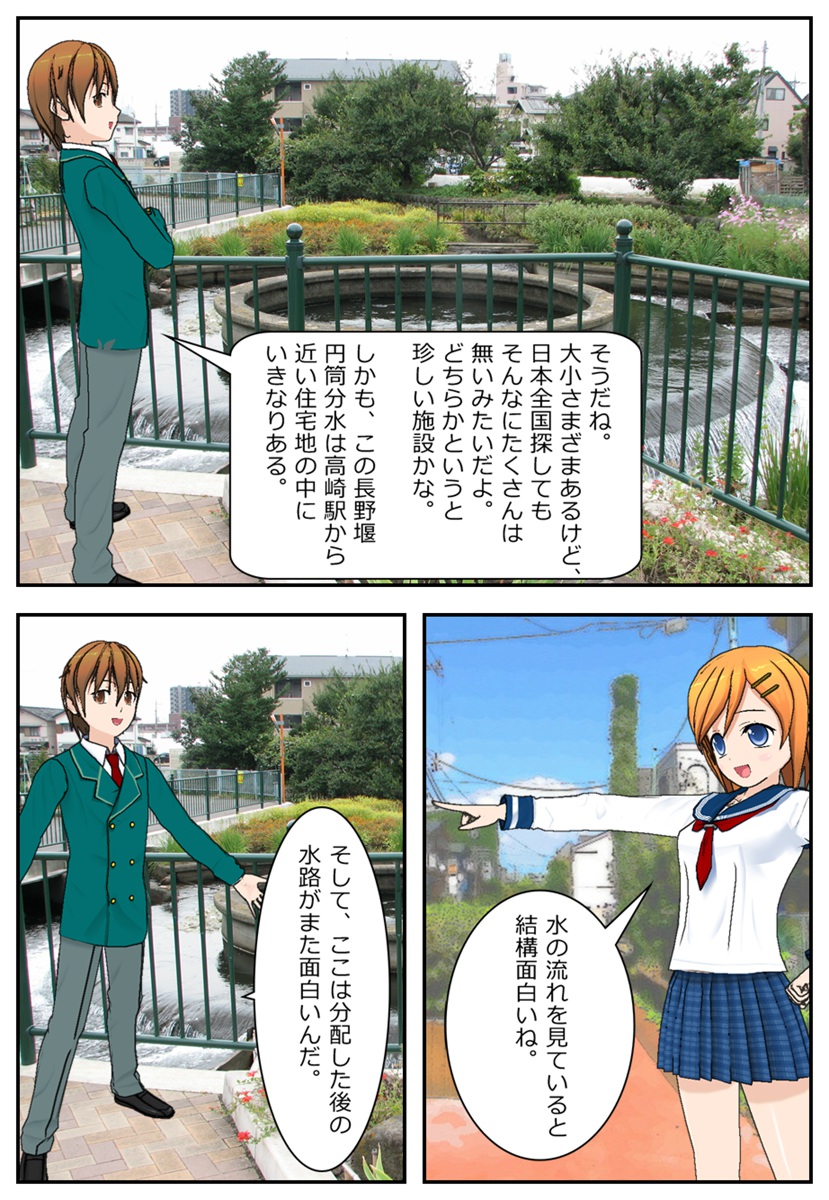 そうだね。
大小さまざまあるけど、
日本全国探しても
そんなにたくさんは
無いみたいだよ。
どちらかというと
珍しい施設かな。
しかも、この長野堰
円筒分水は高崎駅から
近い住宅地の中に
いきなりある。
水の流れを見ていると
結構面白いね。
そして、ここは分配した後の
水路がまた面白いんだ。